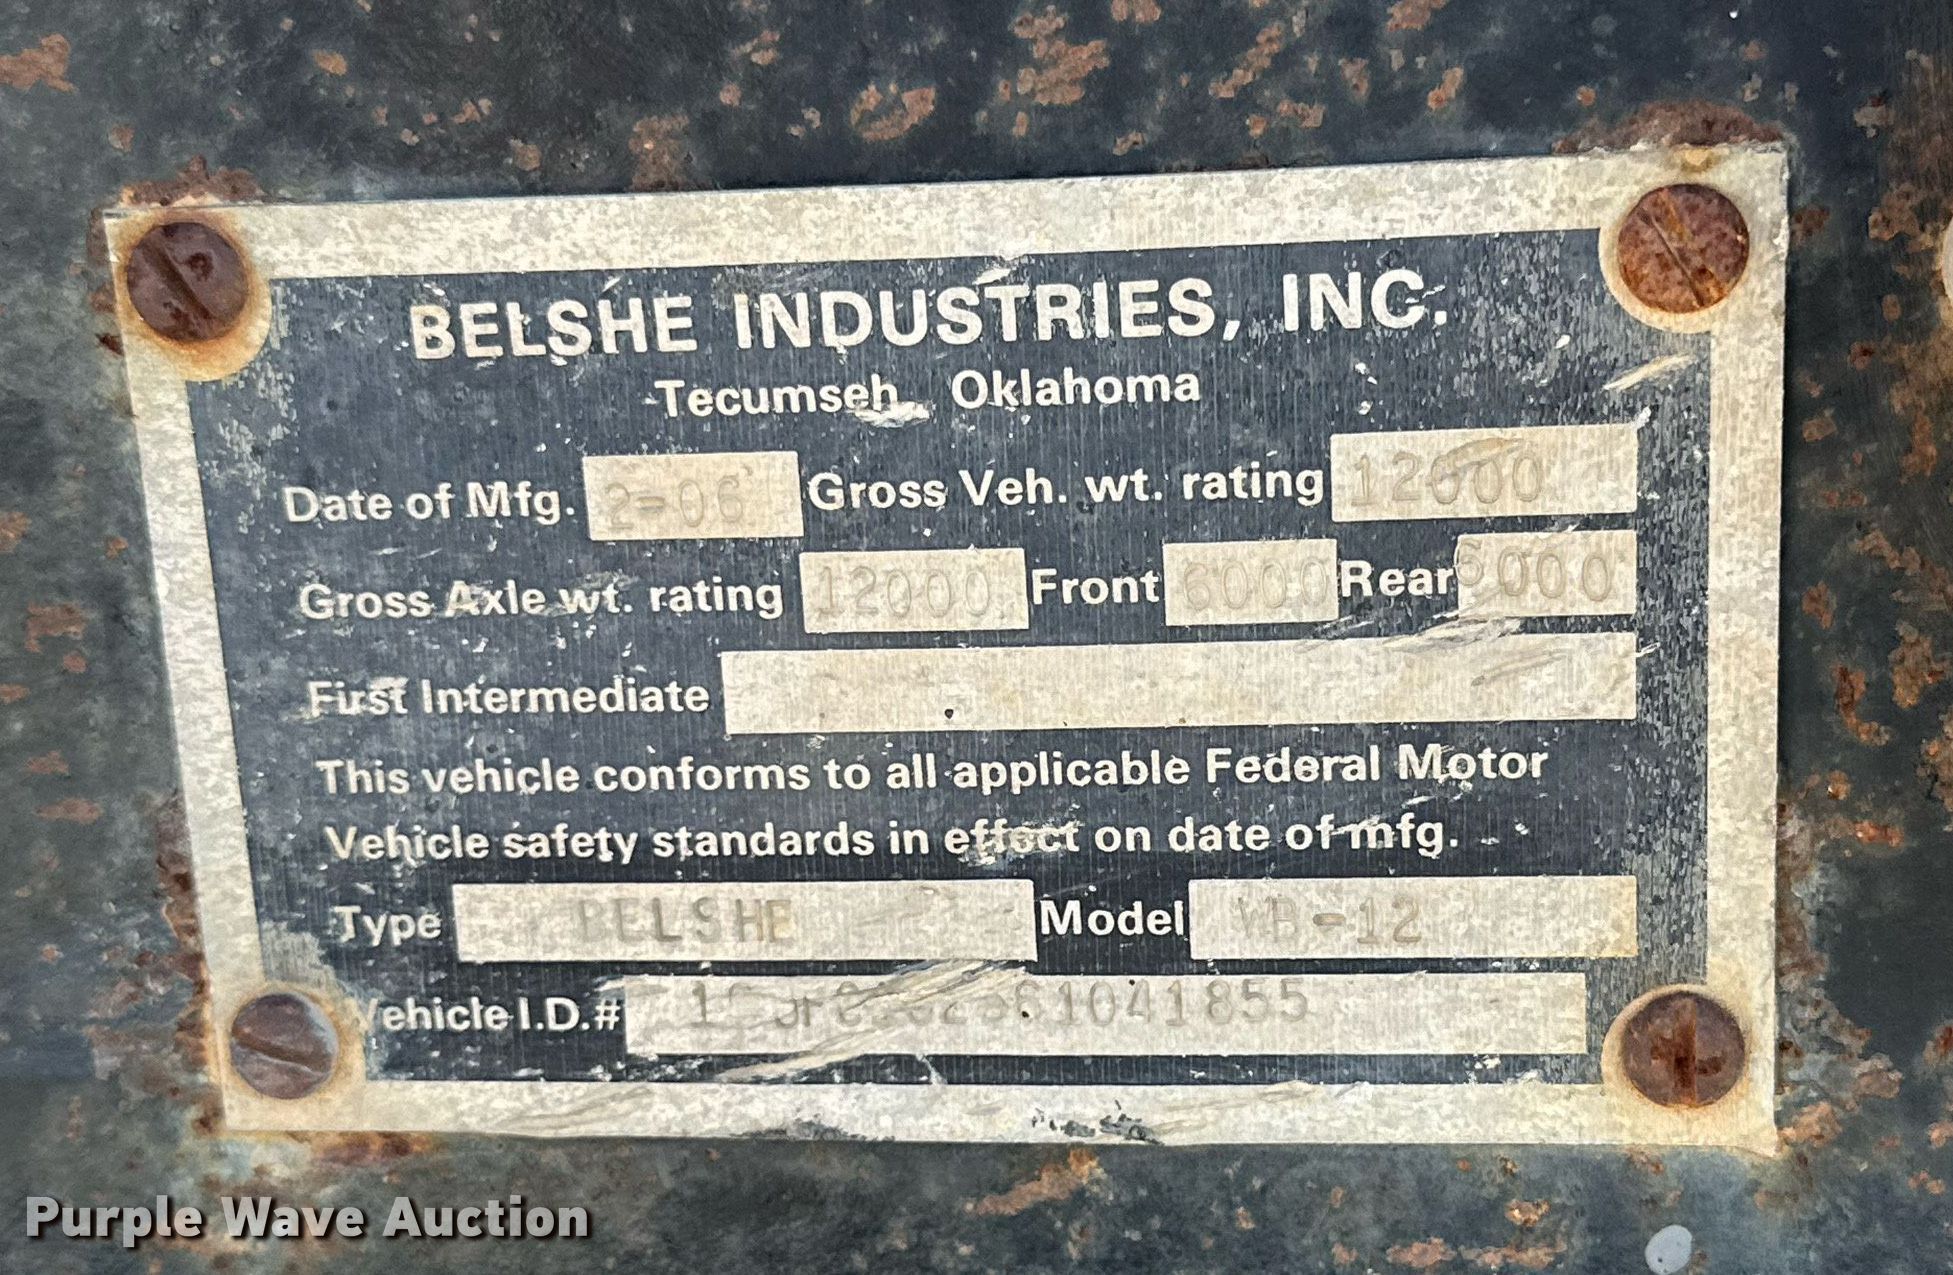 BELSHE INDUSTRIES, INC.
Tecumseh Oklahoma
Date of Mfg. 2-06 Gross Veh. wt. rating 12000
Gross Axle wt. rating 12000 Front 6000 Rear 6000
First Intermediate
This vehicle conforms to all applicable Federal Motor
Vehicle safety standards in effect on date of mfg.
Type BELSHE Model WB-12
Vehicle I.D.#
Purple Wave Auction